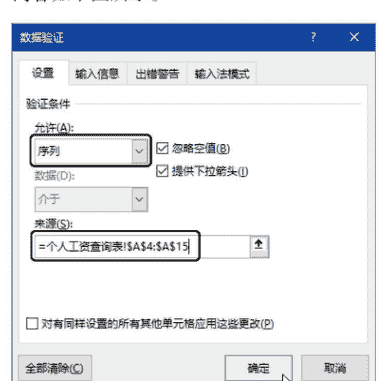 数据验证 ? ×
设置 输入信息 出错警告 输入法模式
验证条件
允许(A):
序列 忽略空值(B)
数据(D): 提供下拉箭头(I)
介于
来源(S):
=个人工资查询表!$A$4:$A$15
对有同样设置的所有其他单元格应用这些更改(P)
全部清除(C) 确定 取消